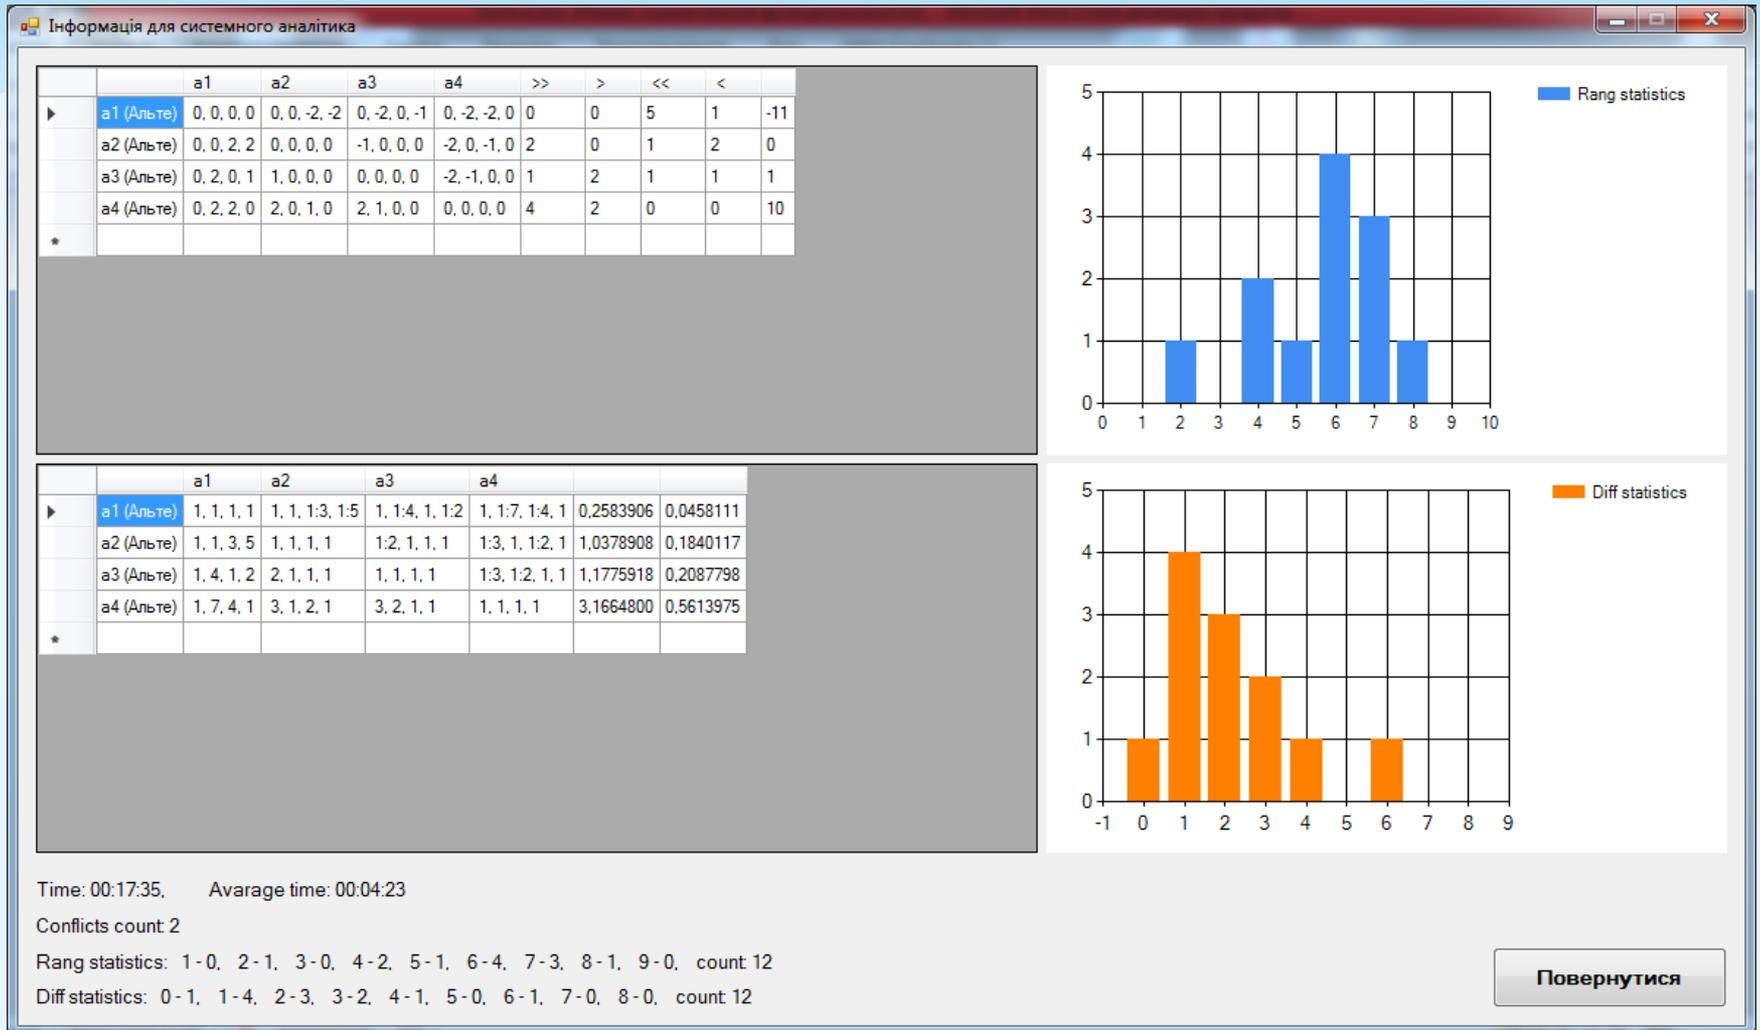 Інформація для системного аналітика
a1 a2 a3 a4 >> > << <
a1 (Альте) 0, 0, 0, 0 0, 0, -2, -2 0, -2, 0, -1 0, -2, -2, 0 0 0 5 1 -11
a2 (Альте) 0, 0, 2, 2 0, 0, 0, 0 -1, 0, 0, 0 -2, 0, -1, 0 2 0 1 2 0
a3 (Альте) 0, 2, 0, 1 1, 0, 0, 0 0, 0, 0, 0 -2, -1, 0, 0 1 2 1 1 1
a4 (Альте) 0, 2, 2, 0 2, 0, 1, 0 2, 1, 0, 0 0, 0, 0, 0 4 2 0 0 10
*
Rang statistics
5
4
3
2
1
0
0 1 2 3 4 5 6 7 8 9 10
a1 a2 a3 a4
a1 (Альте) 1, 1, 1, 1 1, 1, 1:3, 1:5 1, 1:4, 1, 1:2 1, 1:7, 1:4, 1 0,2583906 0,0458111
a2 (Альте) 1, 1, 3, 5 1, 1, 1, 1 1:2, 1, 1, 1 1:3, 1, 1:2, 1 1,0378908 0,1840117
a3 (Альте) 1, 4, 1, 2 2, 1, 1, 1 1, 1, 1, 1 1:3, 1:2, 1, 1 1,1775918 0,2087798
a4 (Альте) 1, 7, 4, 1 3, 1, 2, 1 3, 2, 1, 1 1, 1, 1, 1 3,1664800 0,5613975
*
Diff statistics
5
4
3
2
1
0
-1 0 1 2 3 4 5 6 7 8 9
Time: 00:17:35, Avarage time: 00:04:23
Conflicts count: 2
Rang statistics: 1 - 0, 2 - 1, 3 - 0, 4 - 2, 5 - 1, 6 - 4, 7 - 3, 8 - 1, 9 - 0, count: 12
Diff statistics: 0 - 1, 1 - 4, 2 - 3, 3 - 2, 4 - 1, 5 - 0, 6 - 1, 7 - 0, 8 - 0, count: 12
Повернутися